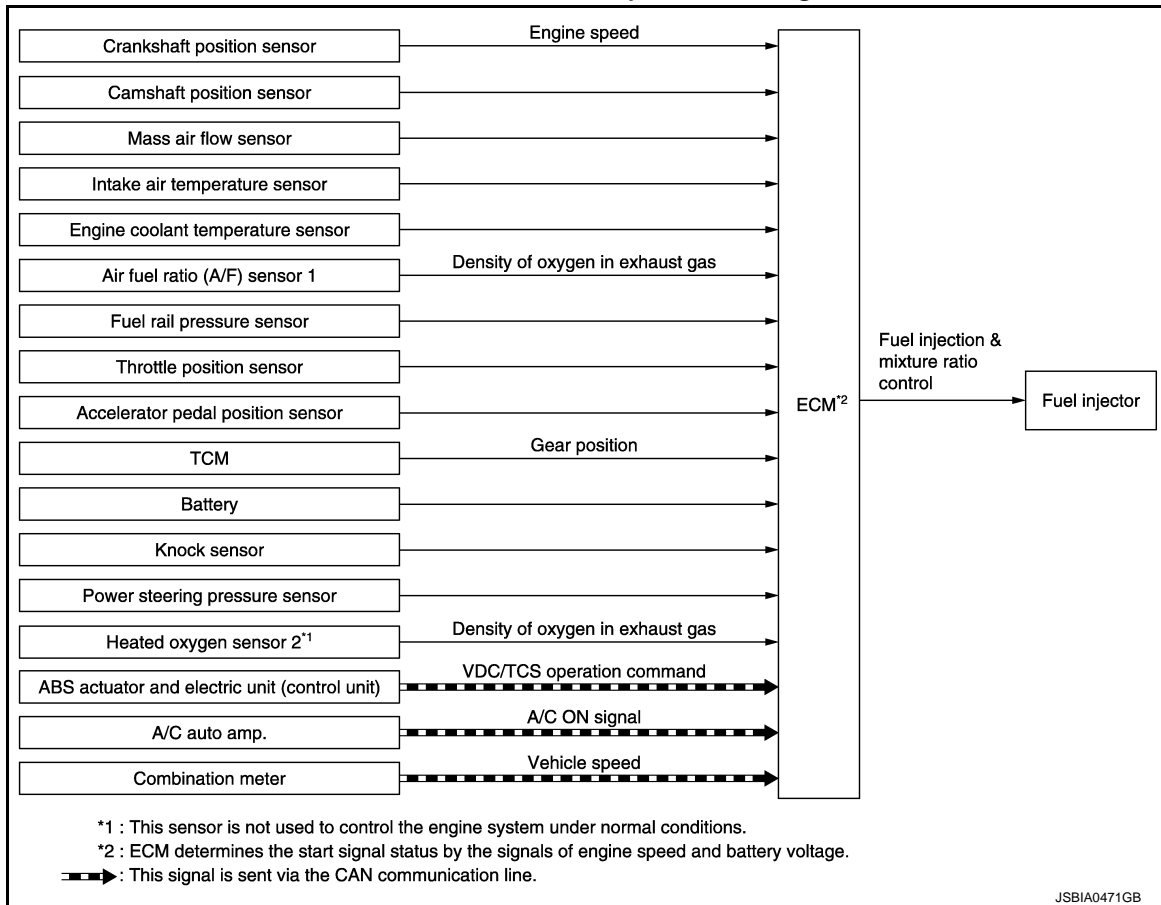 Crankshaft position sensor
Engine speed
Camshaft position sensor
Mass air flow sensor
Intake air temperature sensor
Engine coolant temperature sensor
Air fuel ratio (A/F) sensor 1
Density of oxygen in exhaust gas
Fuel rail pressure sensor
Throttle position sensor
Accelerator pedal position sensor
TCM
Gear position
Battery
Knock sensor
Power steering pressure sensor
Heated oxygen sensor 2*1
Density of oxygen in exhaust gas
ABS actuator and electric unit (control unit)
VDC/TCS operation command
A/C auto amp.
A/C ON signal
Combination meter
Vehicle speed
ECM*2
Fuel injection &
mixture ratio
control
Fuel injector
*1 : This sensor is not used to control the engine system under normal conditions.
*2 : ECM determines the start signal status by the signals of engine speed and battery voltage.
: This signal is sent via the CAN communication line.
JSBIA0471GB